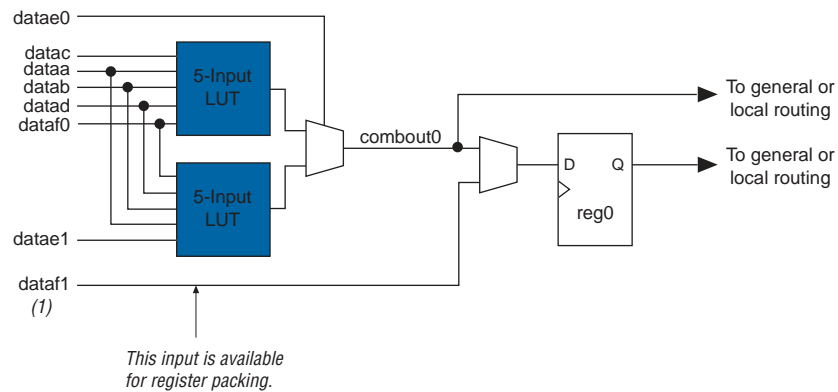 datae0
datac
dataa
datab
datad
dataf0
datae1
dataf1
(1)
5-Input
LUT
5-Input
LUT
combout0
D Q
reg0
To general or
local routing
To general or
local routing
This input is available
for register packing.